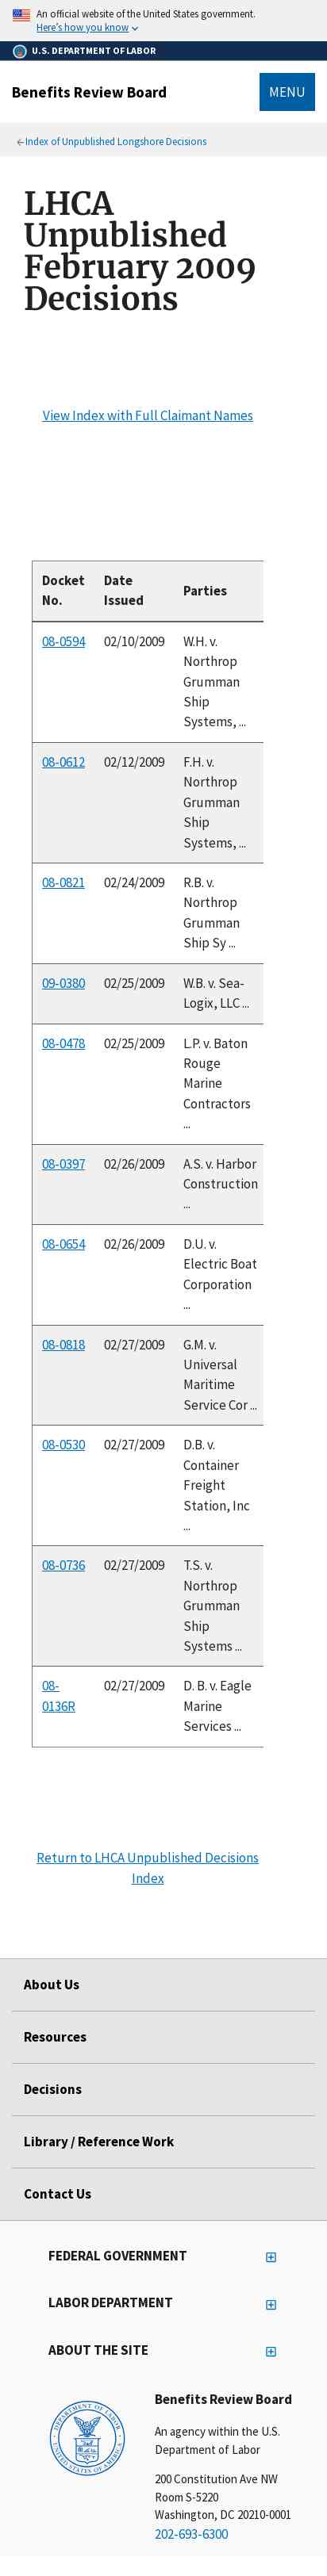 An official website of the United States government.
Here's how you know
U.S. DEPARTMENT OF LABOR
Benefits Review Board
MENU
Index of Unpublished Longshore Decisions
LHCA
Unpublished
February 2009
Decisions
View Index with Full Claimant Names
Docket No. Date Issued Parties
08-0594 02/10/2009 W.H. v.
Northrop
Grumman
Ship
Systems, ...
08-0612 02/12/2009 F.H. v.
Northrop
Grumman
Ship
Systems, ...
08-0821 02/24/2009 R.B. v.
Northrop
Grumman
Ship Sy ...
09-0380 02/25/2009 W.B. v. Sea-
Logix, LLC ...
08-0478 02/25/2009 L.P. v. Baton
Rouge
Marine
Contractors
...
08-0397 02/26/2009 A.S. v. Harbor
Construction
...
08-0654 02/26/2009 D.U. v.
Electric Boat
Corporation
...
08-0818 02/27/2009 G.M. v.
Universal
Maritime
Service Cor ...
08-0530 02/27/2009 D.B. v.
Container
Freight
Station, Inc
...
08-0736 02/27/2009 T.S. v.
Northrop
Grumman
Ship
Systems ...
08- 02/27/2009 D. B. v. Eagle
0136R Marine
Services ...
Return to LHCA Unpublished Decisions
Index
About Us
Resources
Decisions
Library / Reference Work
Contact Us
FEDERAL GOVERNMENT
LABOR DEPARTMENT
ABOUT THE SITE
Benefits Review Board
An agency within the U.S.
Department of Labor
200 Constitution Ave NW
Room S-5220
Washington, DC 20210-0001
202-693-6300